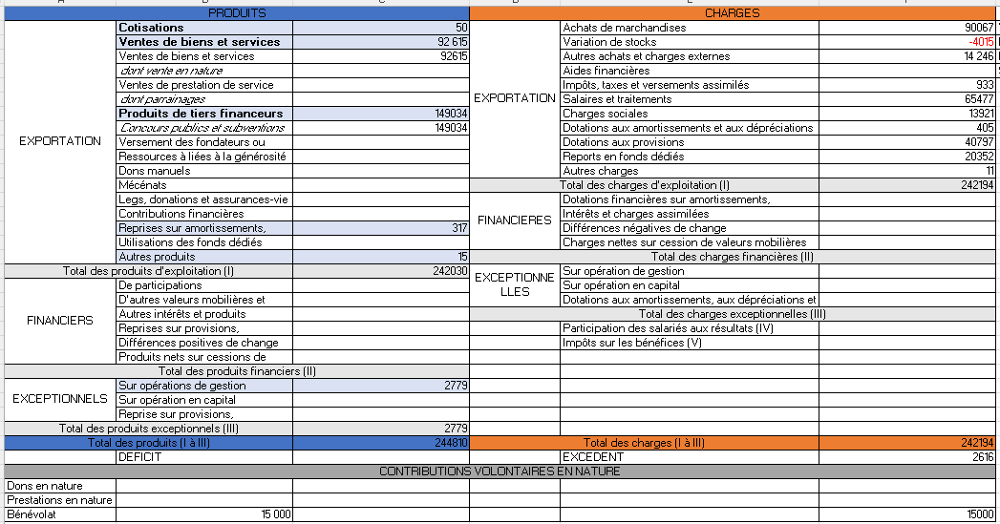 PRODUITS CHARGES
Cotisations 50 Achats de marchandises 90067
Ventes de biens et services 92 615 Variation de stocks -4015
Ventes de biens et services 92615 Autres achats et charges externes 14 246
dont vente en nature Aides financières
Ventes de prestation de service Impôts, taxes et versements assimilés 933
dont parrainages EXPORTATION Salaires et traitements 65477
Produits de tiers financeurs 149034 Charges sociales 13921
Concours publics et subventions 149034 Dotations aux amortissements et aux dépréciations 405
EXPORTATION Versement des fondateurs ou Dotations aux provisions 40797
Ressources à liées à la générosité Reports en fonds dédiés 20352
Dons manuels Autres charges 11
Mécénats Total des charges d'exploitation (I) 242194
Legs, donations et assurances-vie Dotations financières sur amortissements,
Contributions financières FINANCIERES Intérêts et charges assimilées
Reprises sur amortissements, 317 Différences négatives de change
Utilisations des fonds dédiés Charges nettes sur cession de valeurs mobilières
Autres produits 15 Total des charges financières (II)
Total des produits d'exploitation (I) 242030 EXCEPTIONNE Sur opération de gestion
De participations LLES Sur opération en capital
D'autres valeurs mobilières et Dotations aux amortissements, aux dépréciations et
FINANCIERS Autres intérêts et produits Total des charges exceptionnelles (III)
Reprises sur provisions, Participation des salariés aux résultats (IV)
Différences positives de change Impôts sur les bénéfices (V)
Produits nets sur cessions de
Total des produits financiers (II)
EXCEPTIONNELS Sur opérations de gestion 2779
Sur opération en capital
Reprise sur provisions,
Total des produits exceptionnels (III) 2779
Total des produits (I à III) 244810 Total des charges (I à III) 242194
DEFICIT EXCEDENT 2616
CONTRIBUTIONS VOLONTAIRES EN NATURE
Dons en nature
Prestations en nature
Bénévolat 15 000 15000